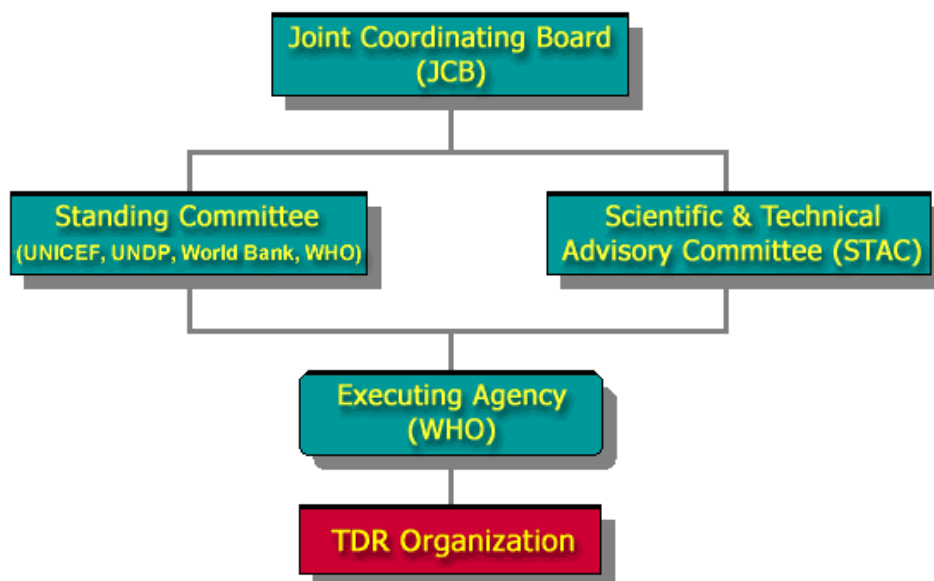 Joint Coordinating Board
(JCB)
Standing Committee
(UNICEF, UNDP, World Bank, WHO)
Scientific & Technical
Advisory Committee (STAC)
Executing Agency
(WHO)
TDR Organization